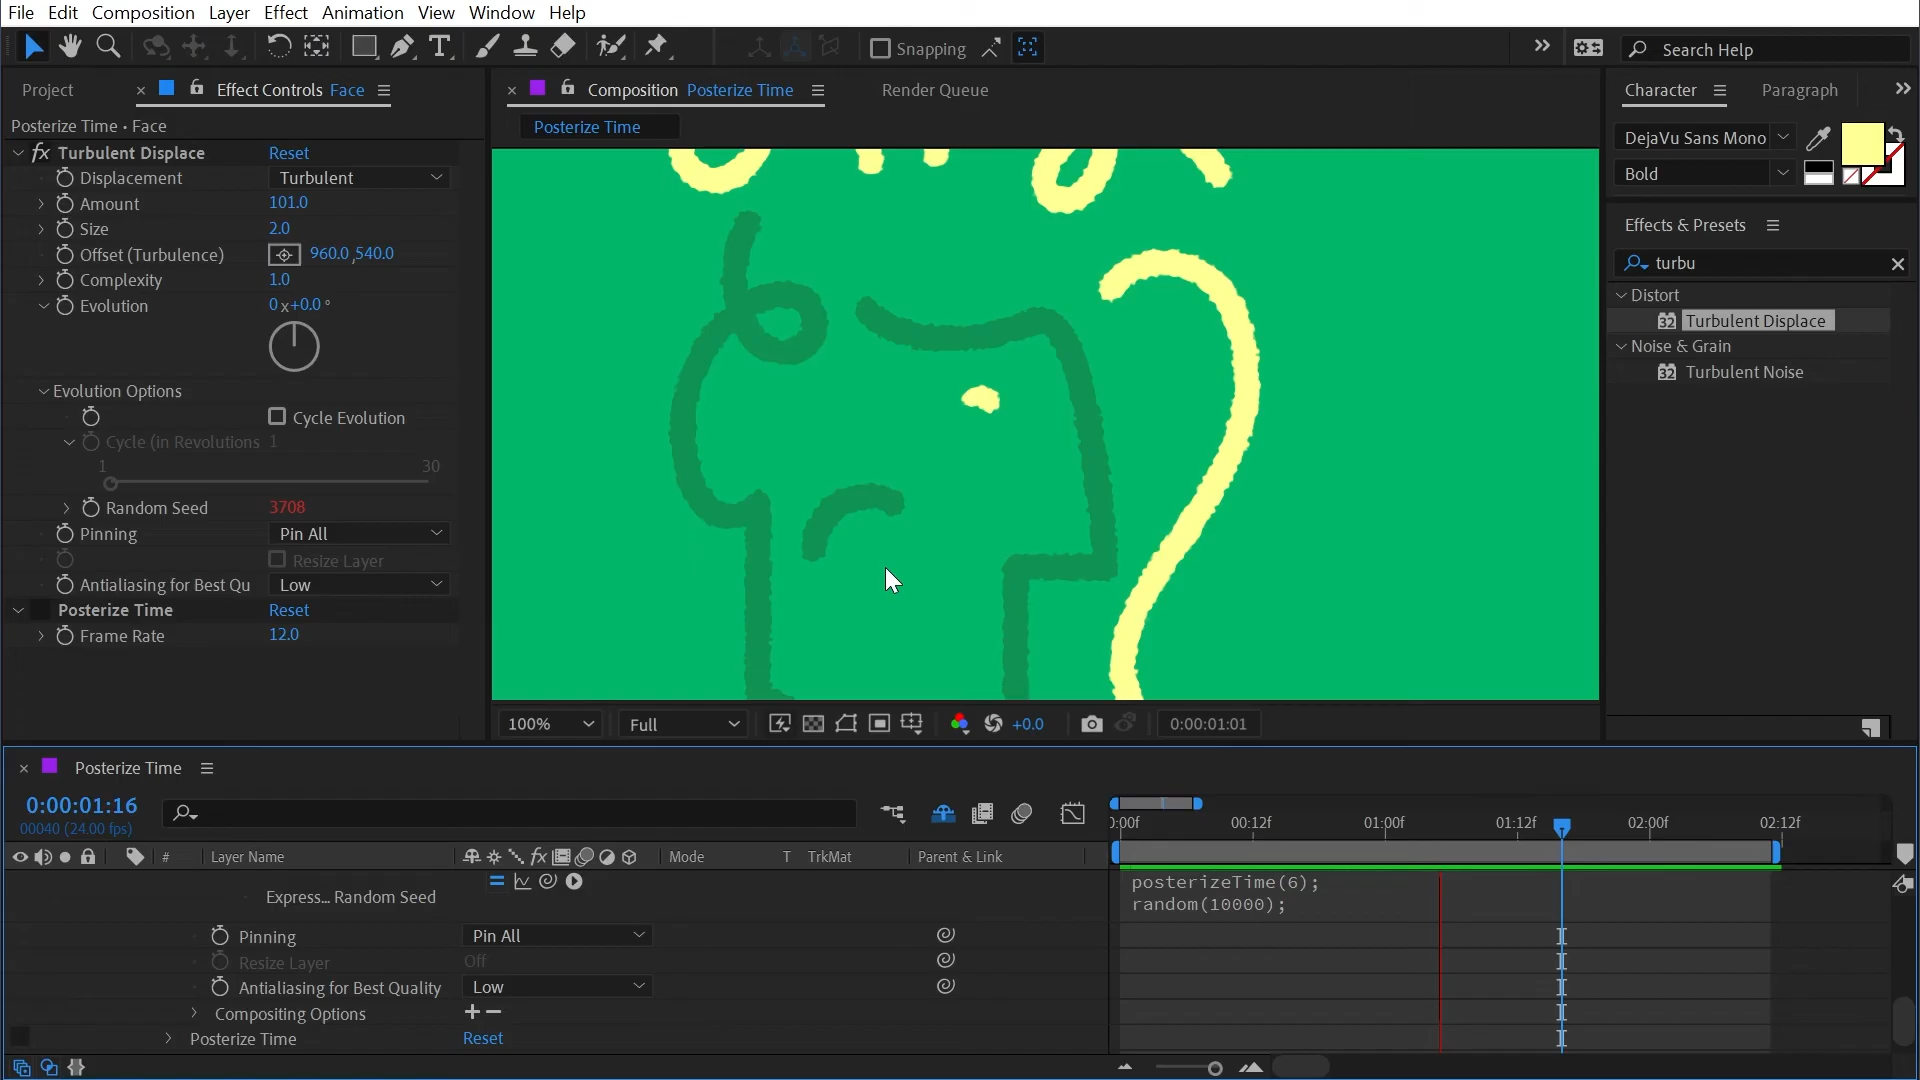 File Edit Composition Layer Effect Animation View Window Help
Snapping
Search Help
Project
Effect Controls Face
Composition Posterize Time
Render Queue
Character
Paragraph
Posterize Time • Face
Posterize Time
Turbulent Displace Reset
Displacement Turbulent
Amount 101.0
Size 2.0
Offset (Turbulence) 960.0 ,540.0
Complexity 1.0
Evolution 0 x+0.0 °
Evolution Options
Cycle Evolution
Cycle (in Revolutions 1
1 30
Random Seed 3708
Pinning Pin All
Resize Layer
Antialiasing for Best Qu Low
Posterize Time Reset
Frame Rate 12.0
DejaVu Sans Mono
Bold
Effects & Presets
turbu
Distort
32 Turbulent Displace
Noise & Grain
32 Turbulent Noise
100% Full +0.0 0:00:01:01
Posterize Time
0:00:01:16
00040 (24.00 fps)
):00f 00:12f 01:00f 01:12f 02:00f 02:12f
# Layer Name fx Mode T TrkMat Parent & Link
Express... Random Seed
posterizeTime(6);
random(10000);
Pinning Pin All
Resize Layer Off
Antialiasing for Best Quality Low
Compositing Options
Posterize Time Reset